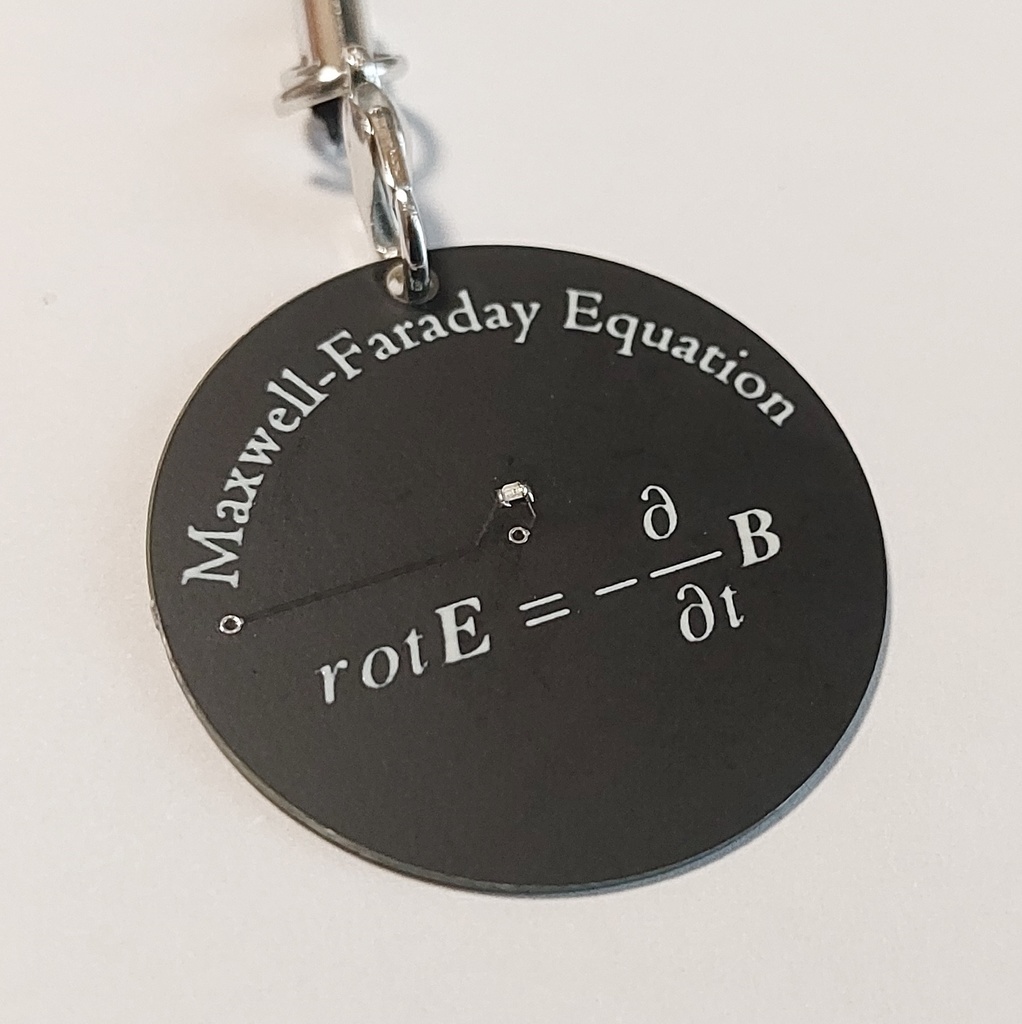 Maxwell-Faraday Equation
rot E = - ∂/∂t B